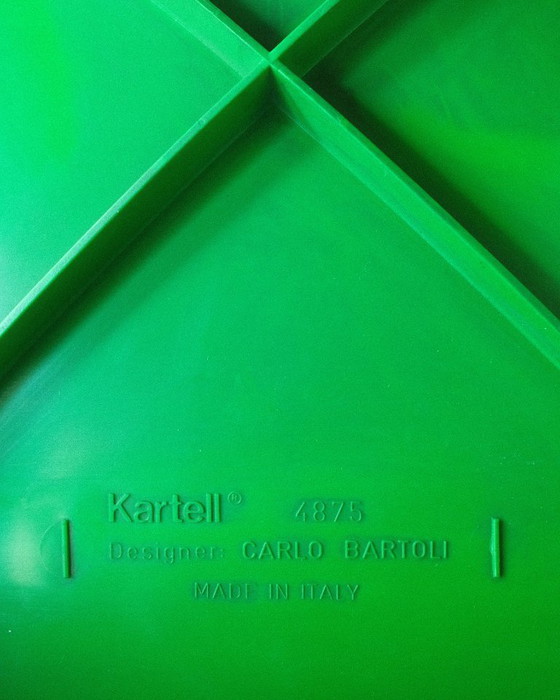 Kartell® 4875
Designer: CARLO BARTOLI
MADE IN ITALY